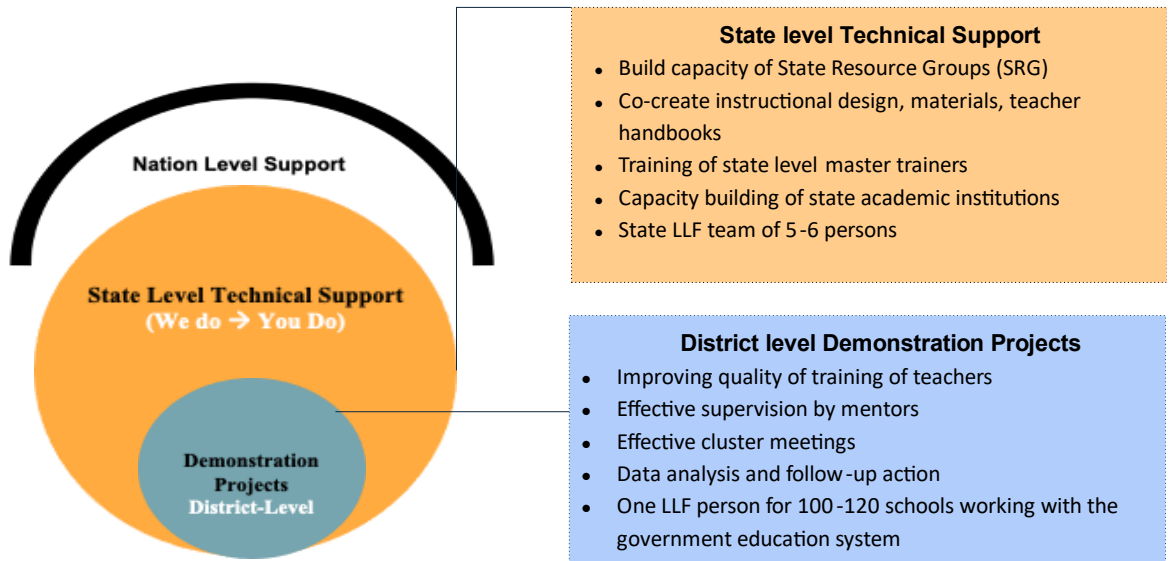 Nation Level Support
State Level Technical Support
(We do → You Do)
Demonstration
Projects
District-Level
State level Technical Support
• Build capacity of State Resource Groups (SRG)
• Co-create instructional design, materials, teacher
handbooks
• Training of state level master trainers
• Capacity building of state academic institutions
• State LLF team of 5-6 persons
District level Demonstration Projects
• Improving quality of training of teachers
• Effective supervision by mentors
• Effective cluster meetings
• Data analysis and follow-up action
• One LLF person for 100-120 schools working with the
government education system